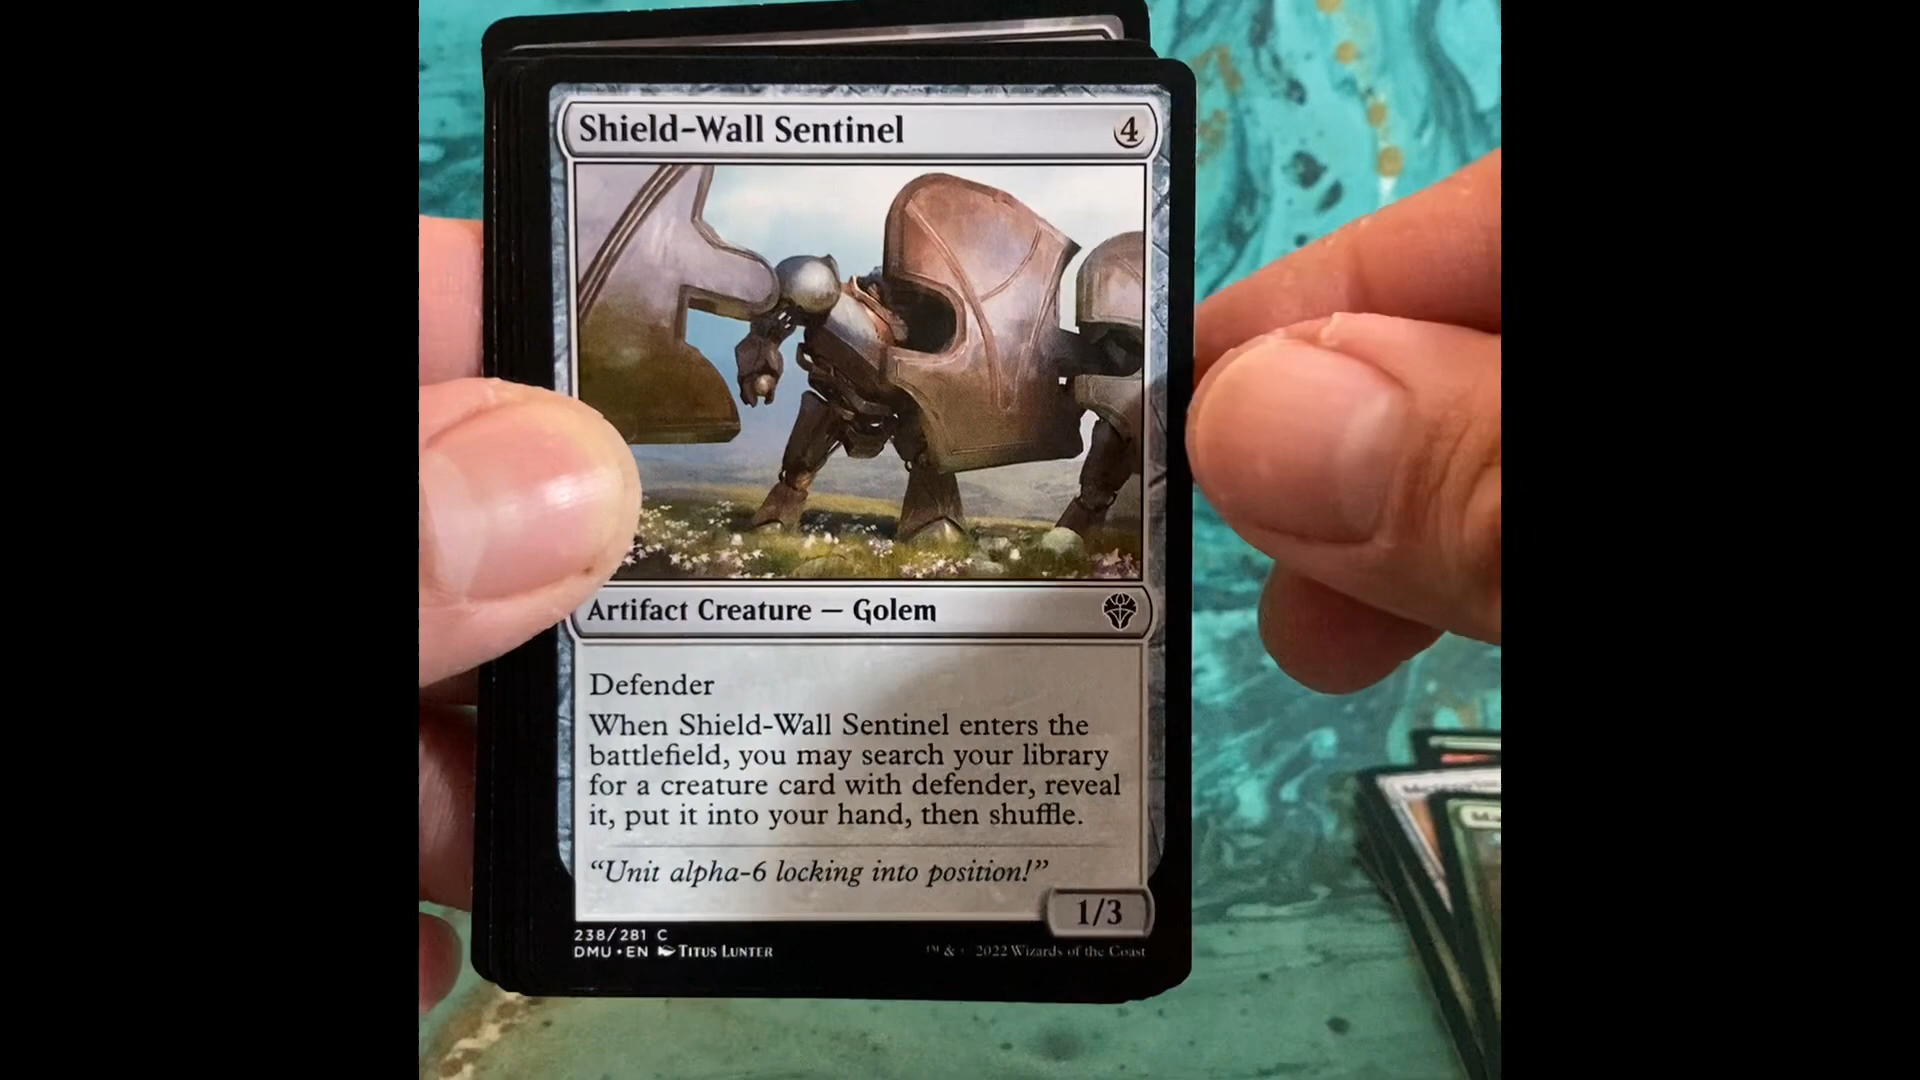 Shield-Wall Sentinel
4
Artifact Creature — Golem
Defender
When Shield-Wall Sentinel enters the
battlefield, you may search your library
for a creature card with defender, reveal
it, put it into your hand, then shuffle.
“Unit alpha-6 locking into position!”
1/3
238/281 C
DMU • EN Titus Lunter
™ & © 2022 Wizards of the Coast